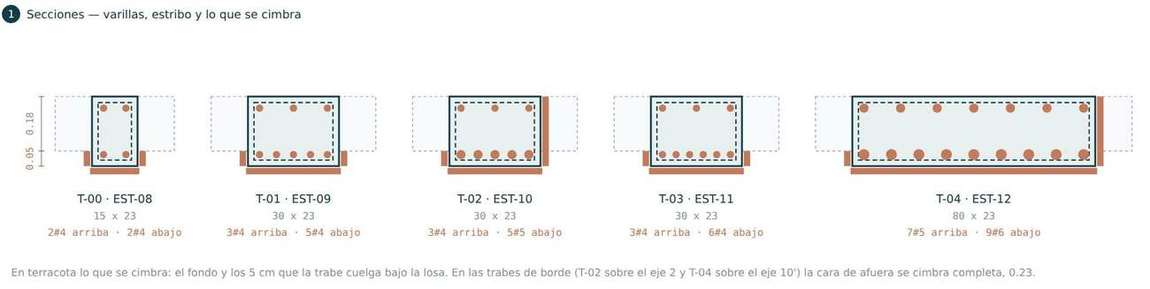 1 Secciones — varillas, estribo y lo que se cimbra
0.18
0.05
T-00 · EST-08
15 x 23
2#4 arriba · 2#4 abajo
T-01 · EST-09
30 x 23
3#4 arriba · 5#4 abajo
T-02 · EST-10
30 x 23
3#4 arriba · 5#5 abajo
T-03 · EST-11
30 x 23
3#4 arriba · 6#4 abajo
T-04 · EST-12
80 x 23
7#5 arriba · 9#6 abajo
En terracota lo que se cimbra: el fondo y los 5 cm que la trabe cuelga bajo la losa. En las trabes de borde (T-02 sobre el eje 2 y T-04 sobre el eje 10') la cara de afuera se cimbra completa, 0.23.